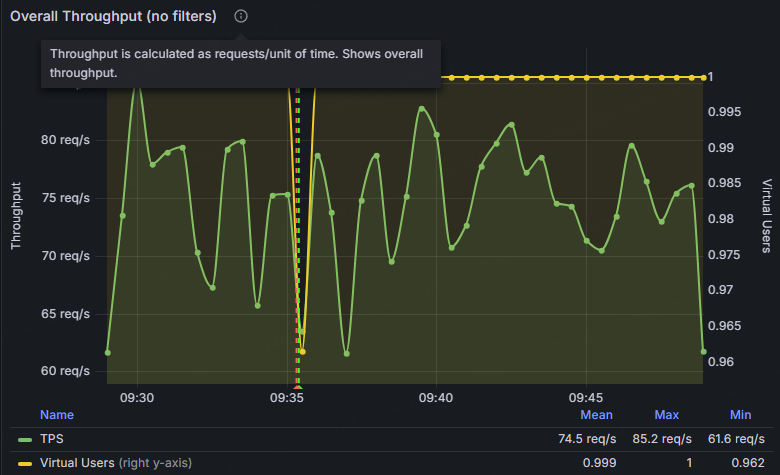 Overall Throughput (no filters)
Throughput is calculated as requests/unit of time. Shows overall
throughput.
1
0.995
80 req/s
0.99
0.985
75 req/s
0.98
Throughput
Virtual Users
0.975
70 req/s
0.97
65 req/s
0.965
0.96
60 req/s
09:30 09:35 09:40 09:45
Name Mean Max Min
TPS 74.5 req/s 85.2 req/s 61.6 req/s
Virtual Users (right y-axis) 0.999 1 0.962